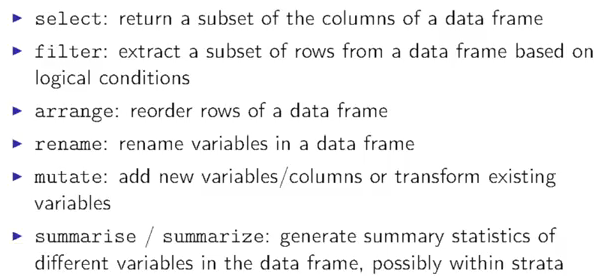 ▶ select: return a subset of the columns of a data frame
▶ filter: extract a subset of rows from a data frame based on
logical conditions
▶ arrange: reorder rows of a data frame
▶ rename: rename variables in a data frame
▶ mutate: add new variables/columns or transform existing
variables
▶ summarise / summarize: generate summary statistics of
different variables in the data frame, possibly within strata